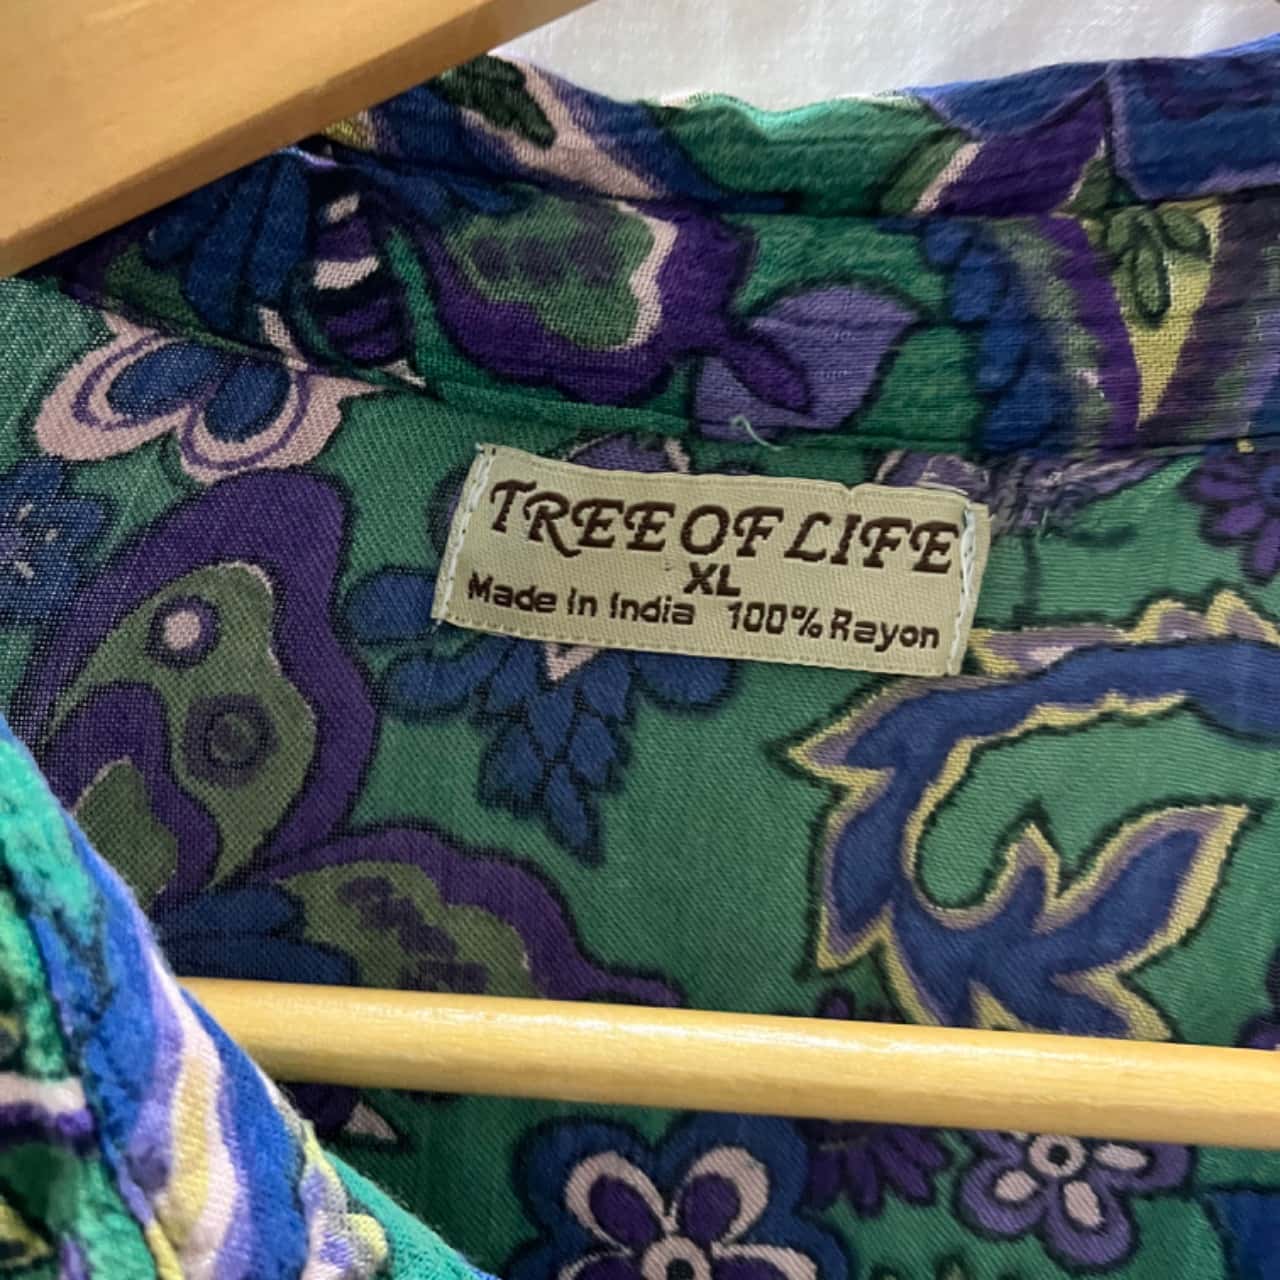 TREE OF LIFE
XL
Made in India 100% Rayon